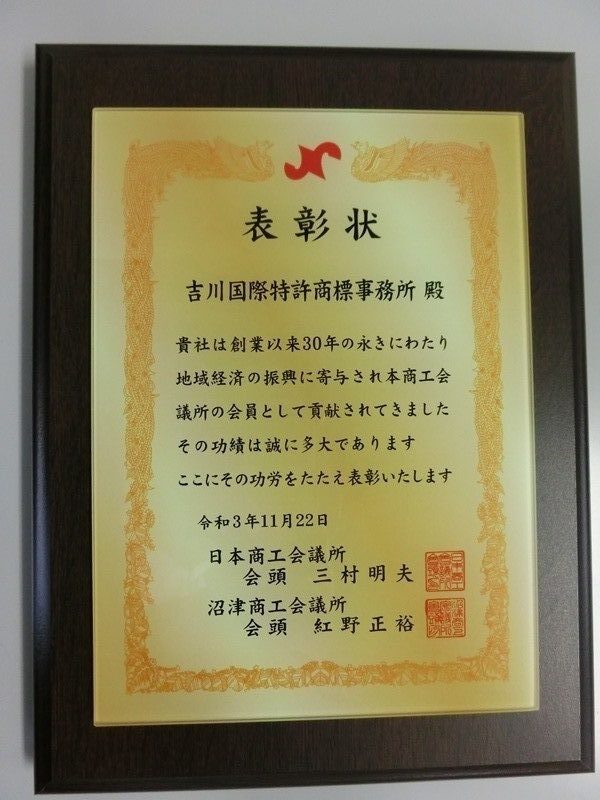 表彰状
吉川国際特許商標事務所 殿
貴社は創業以来30年の永きにわたり
地域経済の振興に寄与され本商工会
議所の会員として貢献されてきました
その功績は誠に多大であります
ここにその功労をたたえ表彰いたします
令和3年11月22日
日本商工会議所
会頭 三村明夫
沼津商工会議所
会頭 紅野正裕